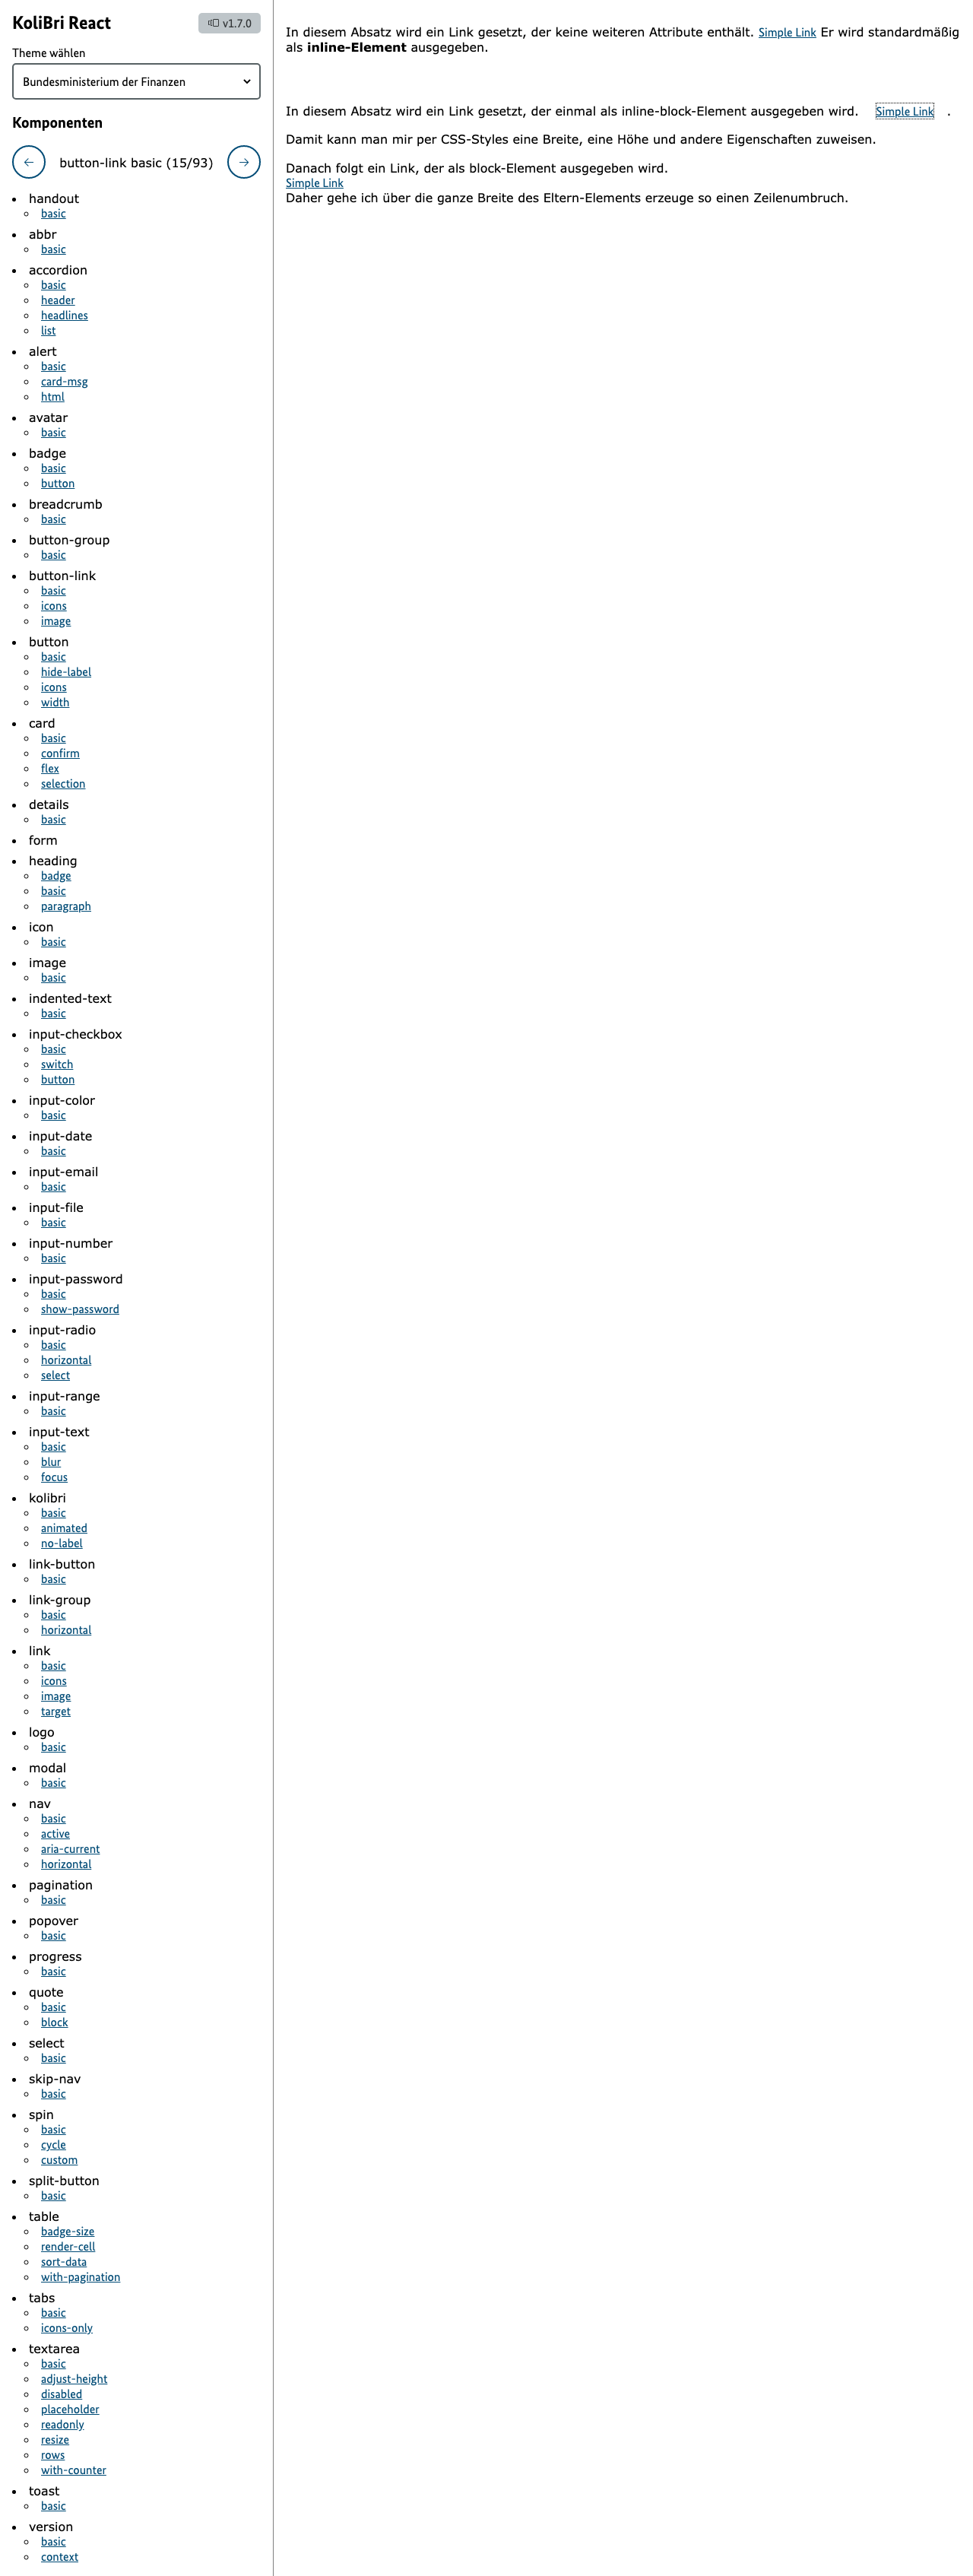 KoliBri React
v1.7.0
Theme wählen
Bundesministerium der Finanzen
Komponenten
button-link basic (15/93)
handout
basic
abbr
basic
accordion
basic
header
headlines
list
alert
basic
card-msg
html
avatar
basic
badge
basic
button
breadcrumb
basic
button-group
basic
button-link
basic
icons
image
button
basic
hide-label
icons
width
card
basic
confirm
flex
selection
details
basic
form
heading
badge
basic
paragraph
icon
basic
image
basic
indented-text
basic
input-checkbox
basic
switch
button
input-color
basic
input-date
basic
input-email
basic
input-file
basic
input-number
basic
input-password
basic
show-password
input-radio
basic
horizontal
select
input-range
basic
input-text
basic
blur
focus
kolibri
basic
animated
no-label
link-button
basic
link-group
basic
horizontal
link
basic
icons
image
target
logo
basic
modal
basic
nav
basic
active
aria-current
horizontal
pagination
basic
popover
basic
progress
basic
quote
basic
block
select
basic
skip-nav
basic
spin
basic
cycle
custom
split-button
basic
table
badge-size
render-cell
sort-data
with-pagination
tabs
basic
icons-only
textarea
basic
adjust-height
disabled
placeholder
readonly
resize
rows
with-counter
toast
basic
version
basic
context
In diesem Absatz wird ein Link gesetzt, der keine weiteren Attribute enthält. Simple Link Er wird standardmäßig
als inline-Element ausgegeben.
In diesem Absatz wird ein Link gesetzt, der einmal als inline-block-Element ausgegeben wird. Simple Link .
Damit kann man mir per CSS-Styles eine Breite, eine Höhe und andere Eigenschaften zuweisen.
Danach folgt ein Link, der als block-Element ausgegeben wird.
Simple Link
Daher gehe ich über die ganze Breite des Eltern-Elements erzeuge so einen Zeilenumbruch.